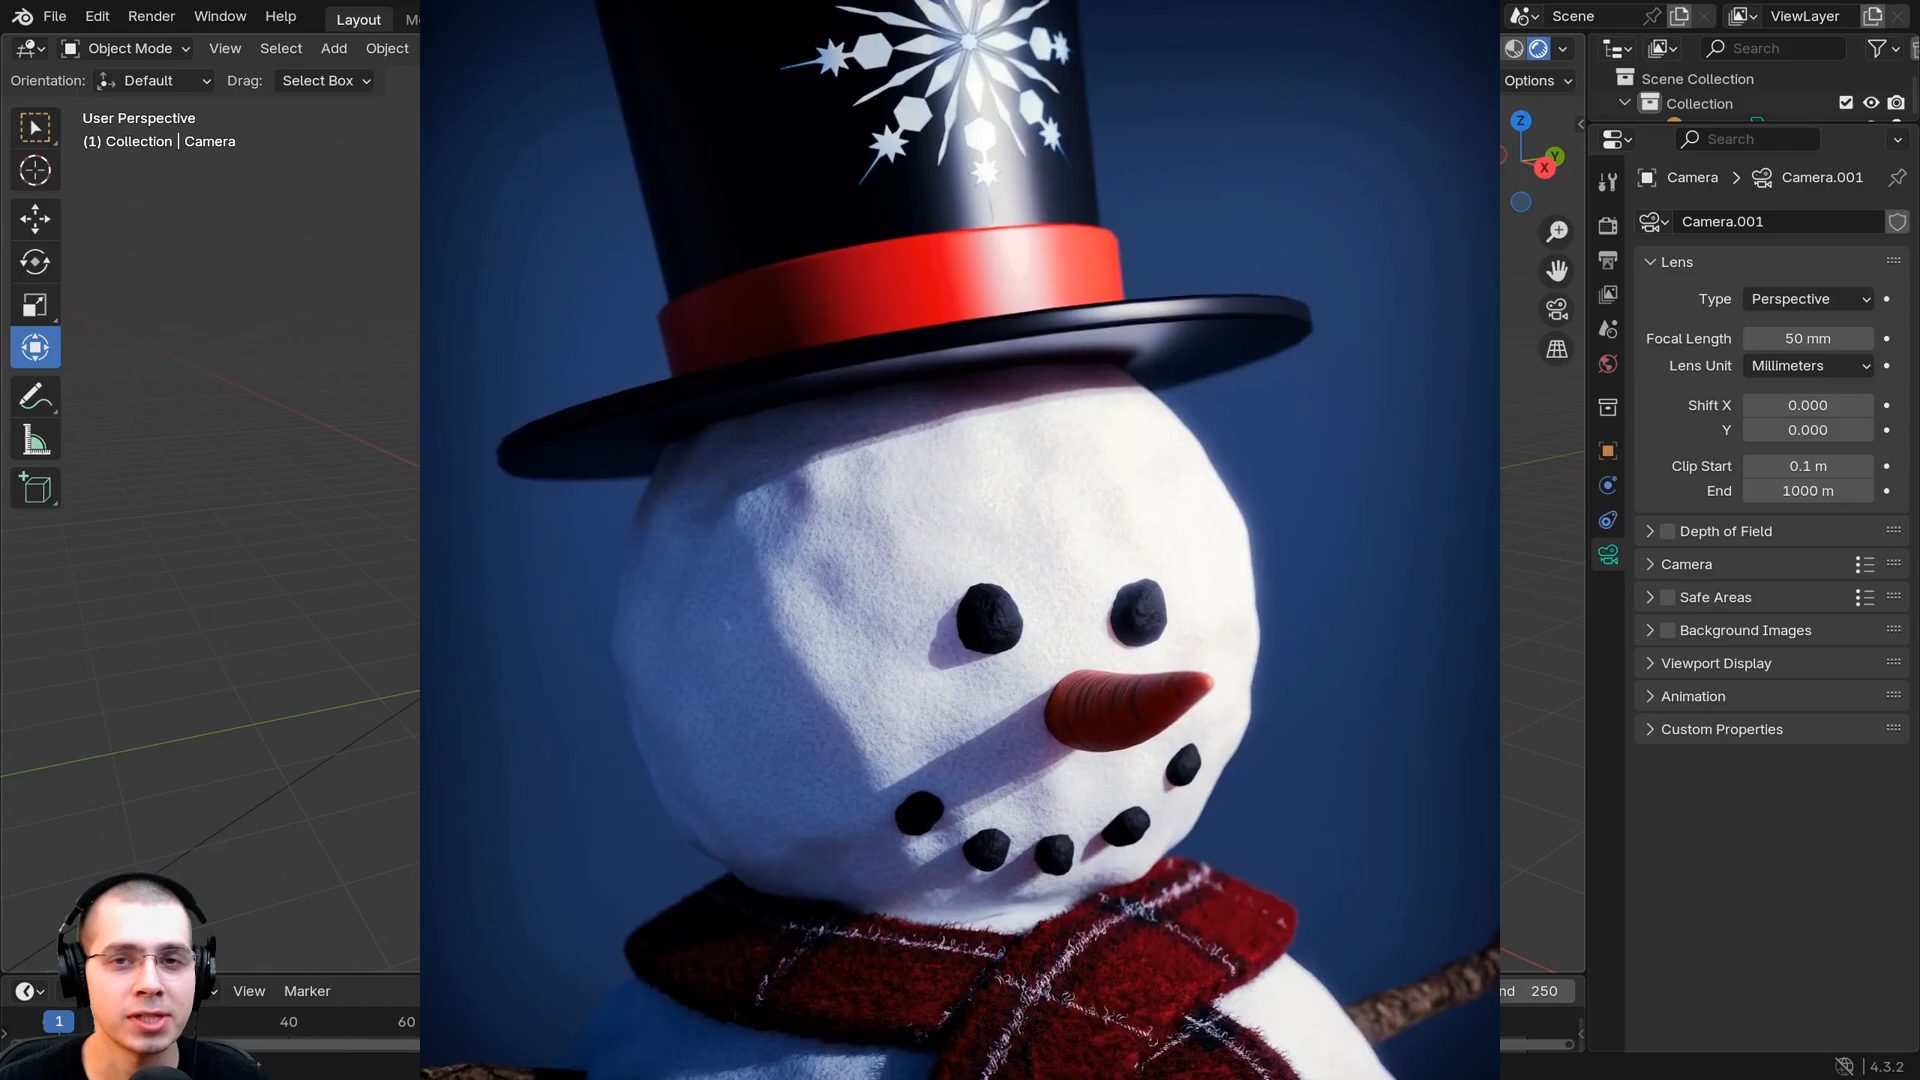 File Edit Render Window Help Layout
Scene ViewLayer
Object Mode View Select Add Object
Search
Orientation: Default Drag: Select Box
Options
Scene Collection
Collection
User Perspective
(1) Collection | Camera
Z
Y
X
Search
Camera > Camera.001
Camera.001
Lens
Type Perspective
Focal Length 50 mm
Lens Unit Millimeters
Shift X 0.000
Y 0.000
Clip Start 0.1 m
End 1000 m
Depth of Field
Camera
Safe Areas
Background Images
Viewport Display
Animation
Custom Properties
View Marker
nd 250
1 40 60
4.3.2